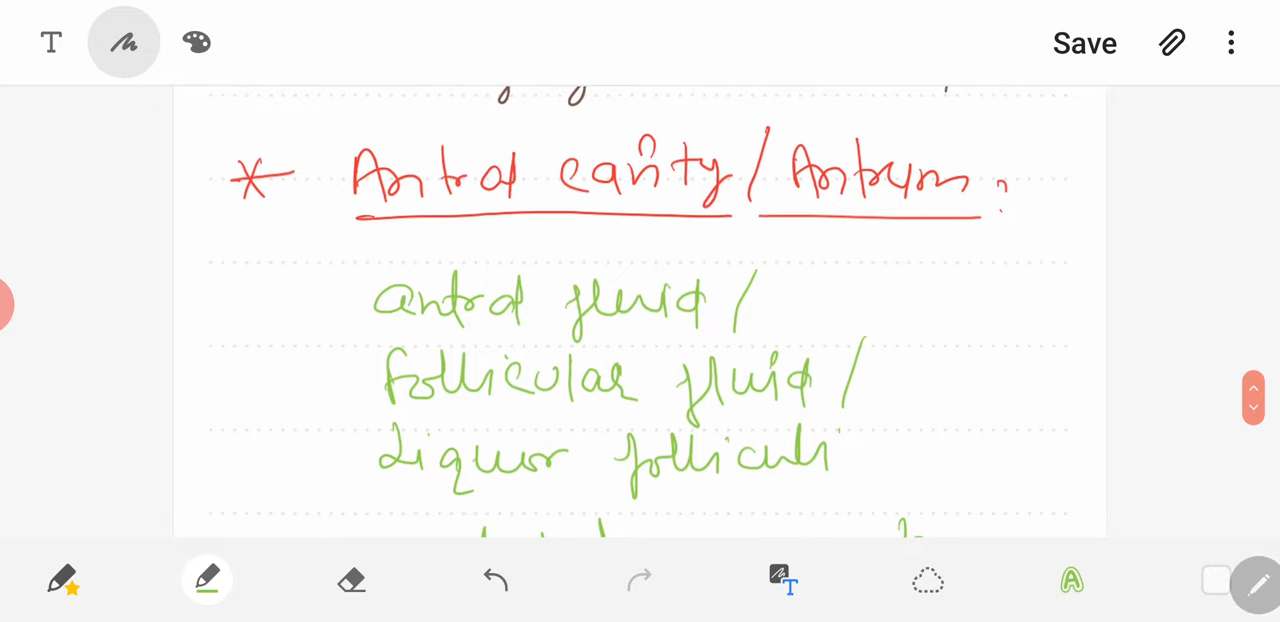 T Save
* Antral cavity / Antrum :
antral fluid /
Follicular fluid /
Liquor folliculi
T
A